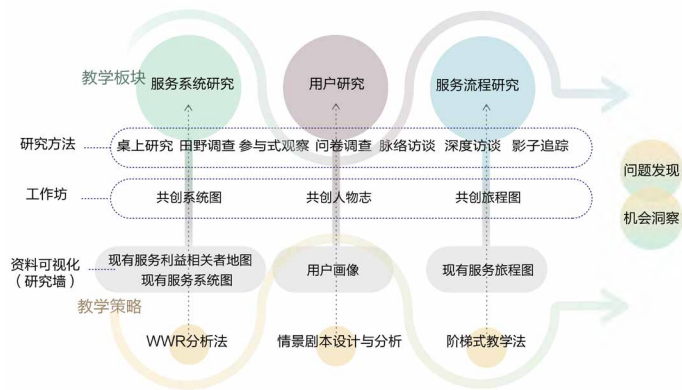 教学板块
服务系统研究
用户研究
服务流程研究
研究方法
桌上研究 田野调查 参与式观察 问卷调查 脉络访谈 深度访谈 影子追踪
问题发现
工作坊
共创系统图
共创人物志
共创旅程图
机会洞察
资料可视化
（研究墙）
现有服务利益相关者地图
现有服务系统图
用户画像
现有服务旅程图
教学策略
WWR分析法
情景剧本设计与分析
阶梯式教学法